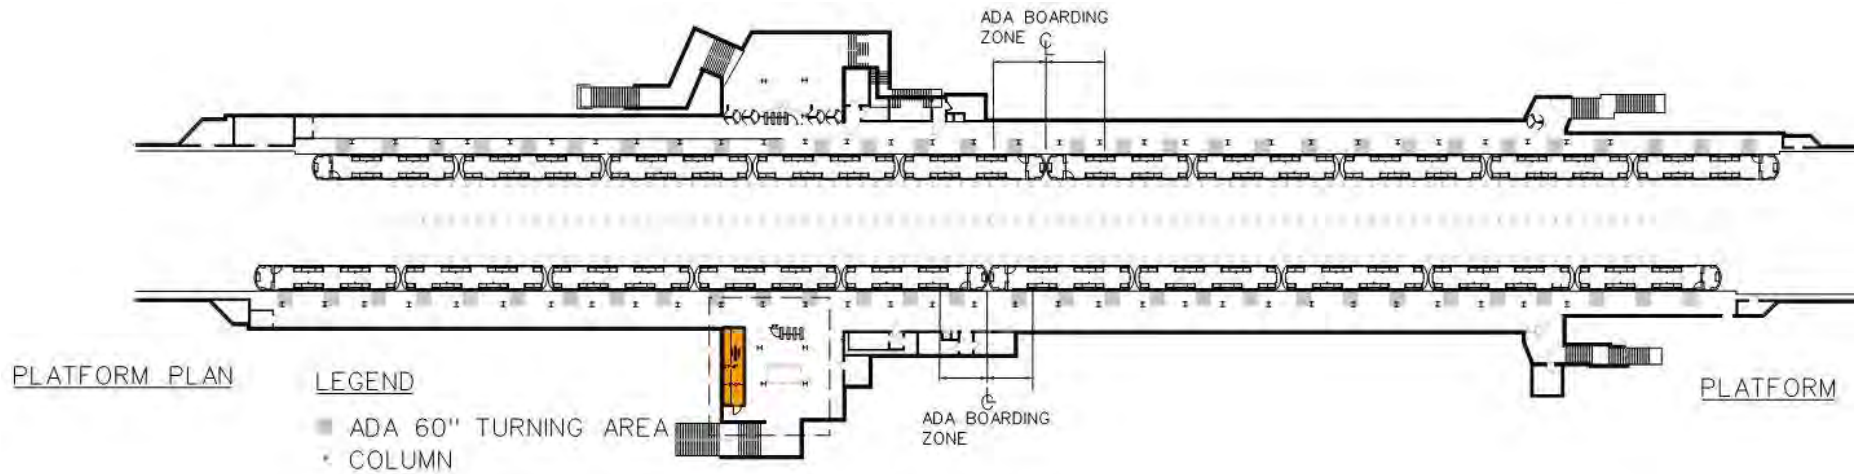 ADA BOARDING
ZONE ℄
PLATFORM PLAN
LEGEND
ADA 60" TURNING AREA
COLUMN
℄
ADA BOARDING
ZONE
PLATFORM